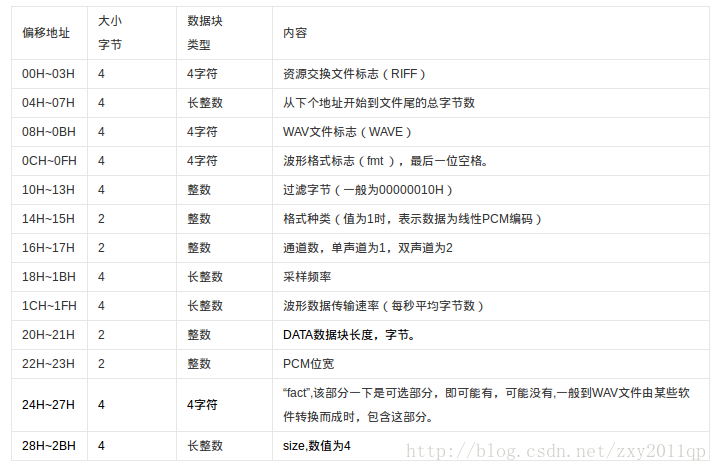 偏移地址 大小 字节 数据块 类型 内容
00H~03H 4 4字符 资源交换文件标志（RIFF）
04H~07H 4 长整数 从下个地址开始到文件尾的总字节数
08H~0BH 4 4字符 WAV文件标志（WAVE）
0CH~0FH 4 4字符 波形格式标志（fmt ），最后一位空格。
10H~13H 4 整数 过滤字节（一般为00000010H）
14H~15H 2 整数 格式种类（值为1时，表示数据为线性PCM编码）
16H~17H 2 整数 通道数，单声道为1，双声道为2
18H~1BH 4 长整数 采样频率
1CH~1FH 4 长整数 波形数据传输速率（每秒平均字节数）
20H~21H 2 整数 DATA数据块长度，字节。
22H~23H 2 整数 PCM位宽
24H~27H 4 4字符 “fact”,该部分一下是可选部分，即可能有，可能没有,一般到WAV文件由某些软
件转换而成时，包含这部分。
28H~2BH 4 长整数 size,数值为4
http://blog.csdn.net/zxy2011qp